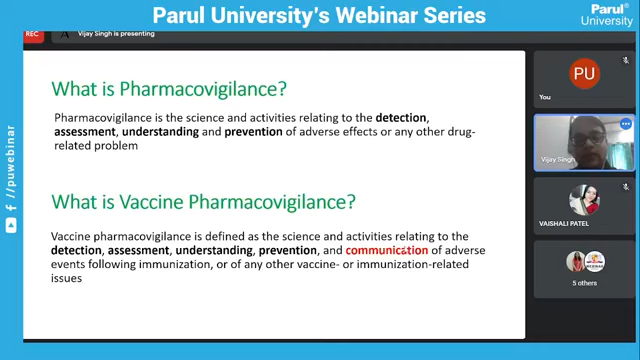 Parul University's Webinar Series
Parul®
University
REC
A
Vijay Singh is presenting
What is Pharmacovigilance?
Pharmacovigilance is the science and activities relating to the detection,
assessment, understanding and prevention of adverse effects or any other drug-
related problem
What is Vaccine Pharmacovigilance?
Vaccine pharmacovigilance is defined as the science and activities relating to the
detection, assessment, understanding, prevention, and communication of adverse
events following immunization, or of any other vaccine- or immunization-related
issues
PU
You
Vijay Singh
VAISHALI PATEL
WEBINAR
5 others
//puwebinar